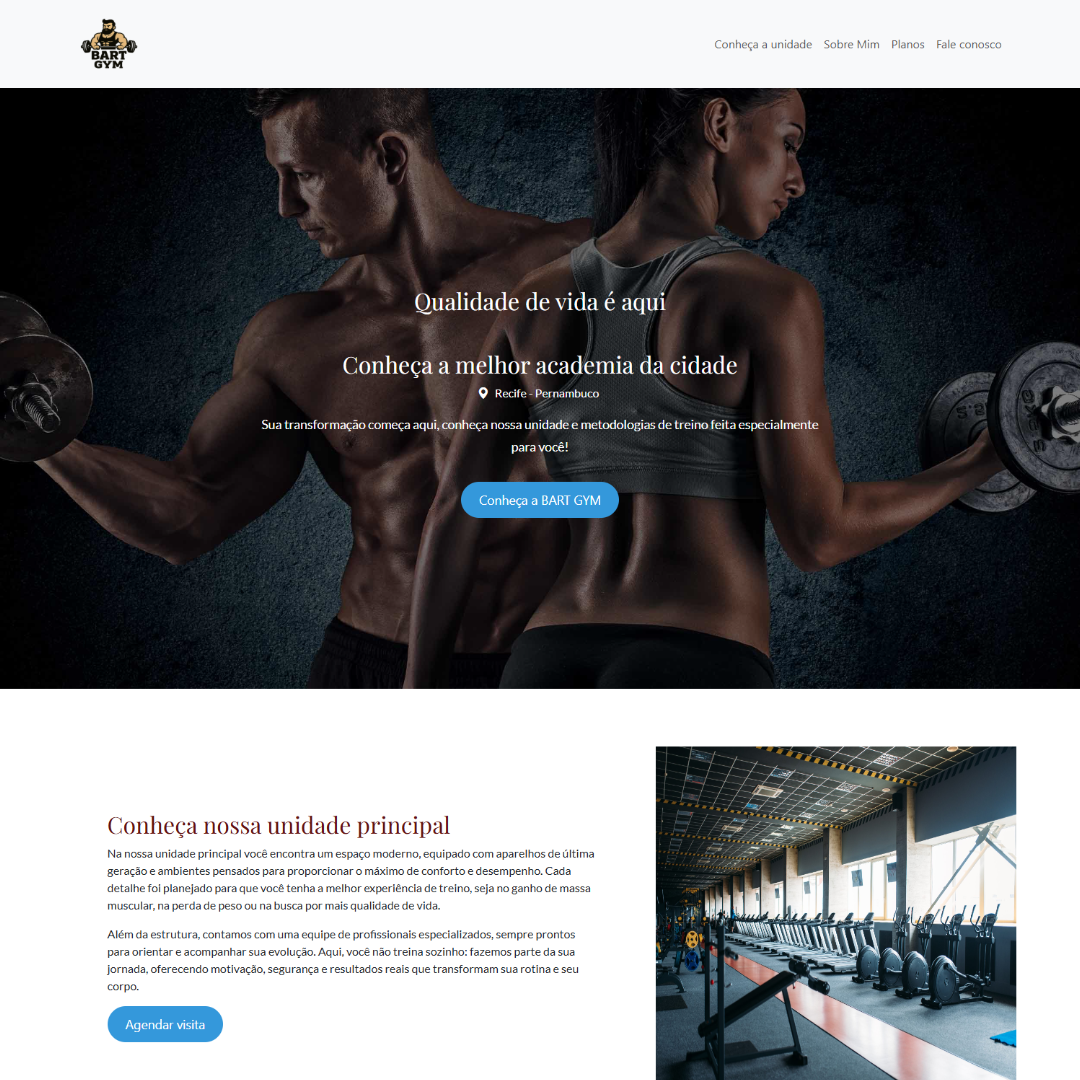 BART
GYM
Conheça a unidade Sobre Mim Planos Fale conosco
Qualidade de vida é aqui
Conheça a melhor academia da cidade
Recife - Pernambuco
Sua transformação começa aqui, conheça nossa unidade e metodologias de treino feita especialmente
para você!
Conheça a BART GYM
Conheça nossa unidade principal
Na nossa unidade principal você encontra um espaço moderno, equipado com aparelhos de última
geração e ambientes pensados para proporcionar o máximo de conforto e desempenho. Cada
detalhe foi planejado para que você tenha a melhor experiência de treino, seja no ganho de massa
muscular, na perda de peso ou na busca por mais qualidade de vida.
Além da estrutura, contamos com uma equipe de profissionais especializados, sempre prontos
para orientar e acompanhar sua evolução. Aqui, você não treina sozinho: fazemos parte da sua
jornada, oferecendo motivação, segurança e resultados reais que transformam sua rotina e seu
corpo.
Agendar visita